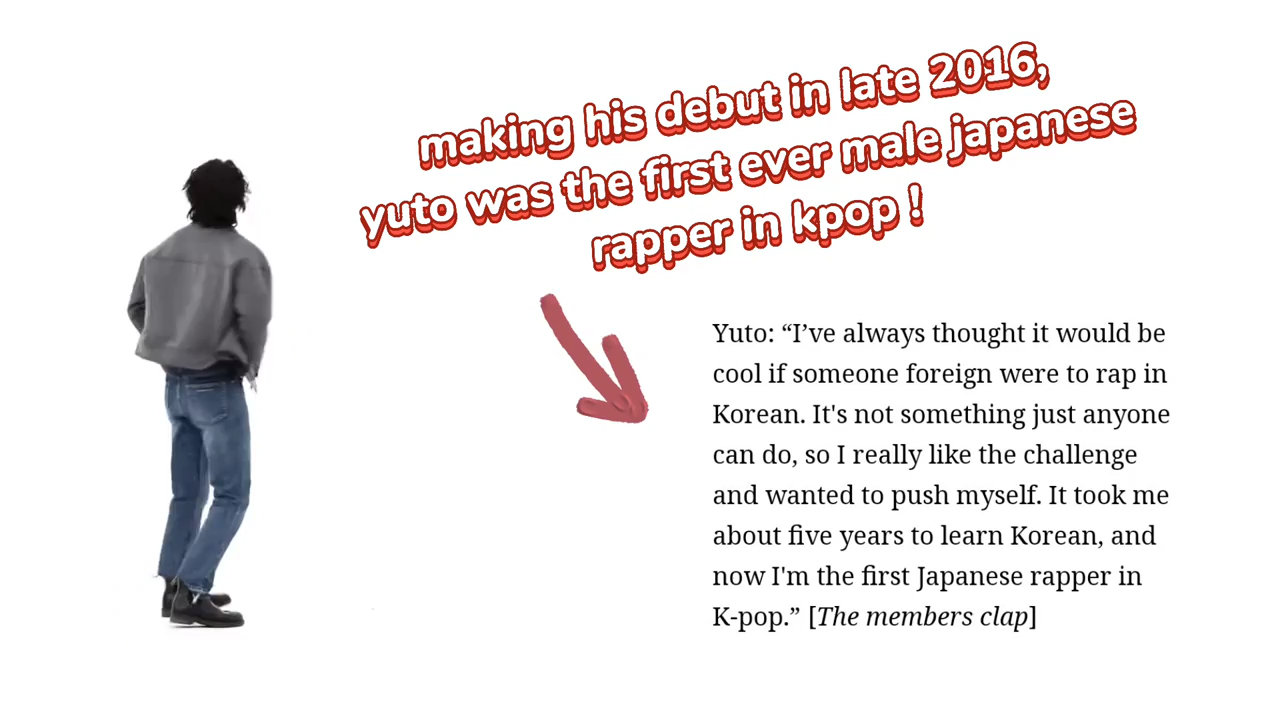 making his debut in late 2016,
yuto was the first ever male japanese
rapper in kpop !
Yuto: “I’ve always thought it would be
cool if someone foreign were to rap in
Korean. It's not something just anyone
can do, so I really like the challenge
and wanted to push myself. It took me
about five years to learn Korean, and
now I'm the first Japanese rapper in
K-pop.” [The members clap]